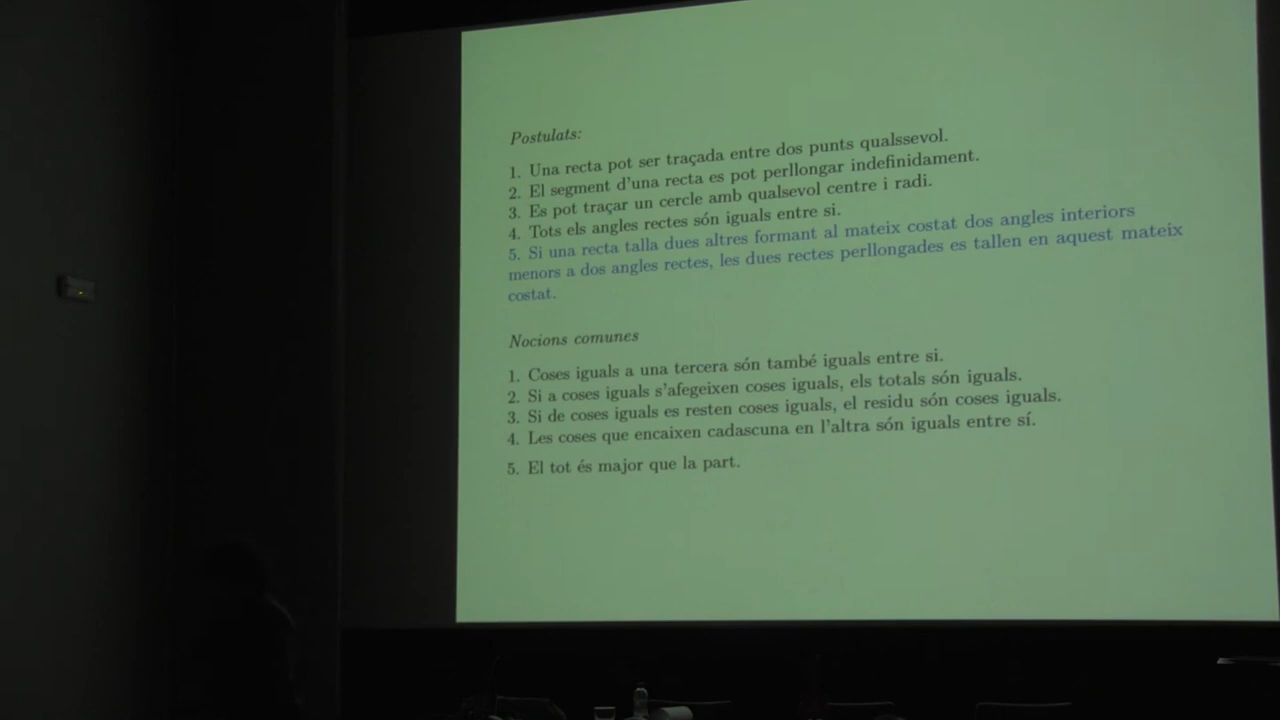 Postulats:
1. Una recta pot ser traçada entre dos punts qualssevol.
2. El segment d'una recta es pot perllongar indefinidament.
3. Es pot traçar un cercle amb qualsevol centre i radi.
4. Tots els angles rectes són iguals entre si.
5. Si una recta talla dues altres formant al mateix costat dos angles interiors
menors a dos angles rectes, les dues rectes perllongades es tallen en aquest mateix
costat.
Nocions comunes
1. Coses iguals a una tercera són també iguals entre si.
2. Si a coses iguals s'afegeixen coses iguals, els totals són iguals.
3. Si de coses iguals es resten coses iguals, el residu són coses iguals.
4. Les coses que encaixen cadascuna en l'altra són iguals entre sí.
5. El tot és major que la part.